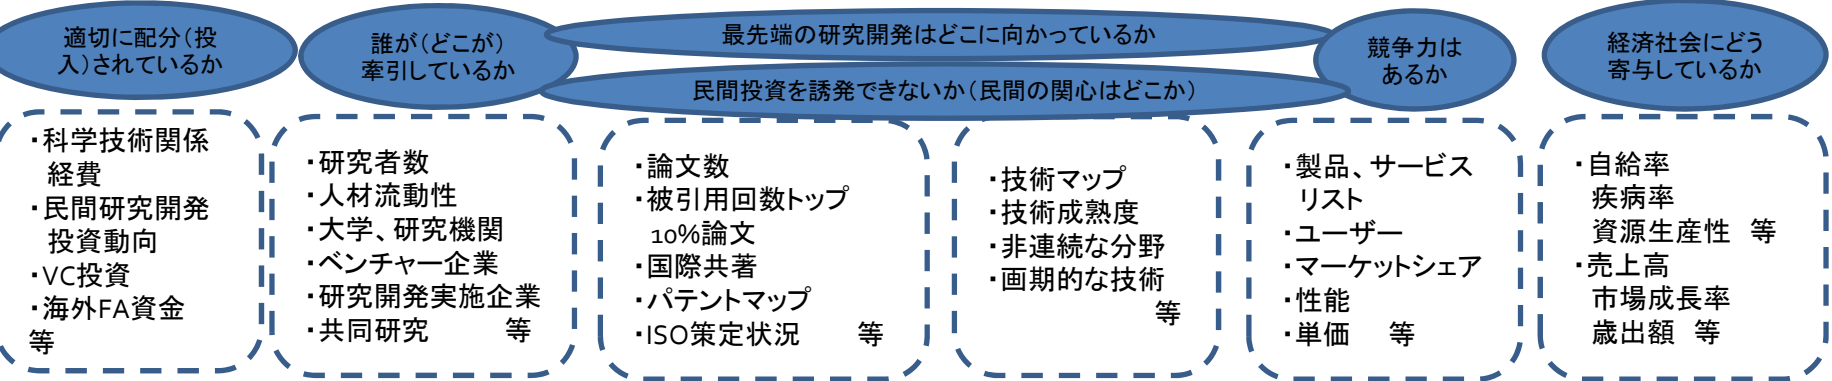 適切に配分（投
入）されているか
誰が（どこが）
牽引しているか
最先端の研究開発はどこに向かっているか
民間投資を誘発できないか（民間の関心はどこか）
競争力は
あるか
経済社会にどう
寄与しているか
・科学技術関係
経費
・民間研究開発
投資動向
・VC投資
・海外FA資金
等
・研究者数
・人材流動性
・大学、研究機関
・ベンチャー企業
・研究開発実施企業
・共同研究 等
・論文数
・被引用回数トップ
10%論文
・国際共著
・パテントマップ
・ISO策定状況 等
・技術マップ
・技術成熟度
・非連続な分野
・画期的な技術
等
・製品、サービス
リスト
・ユーザー
・マーケットシェア
・性能
・単価 等
・自給率
疾病率
資源生産性 等
・売上高
市場成長率
歳出額 等